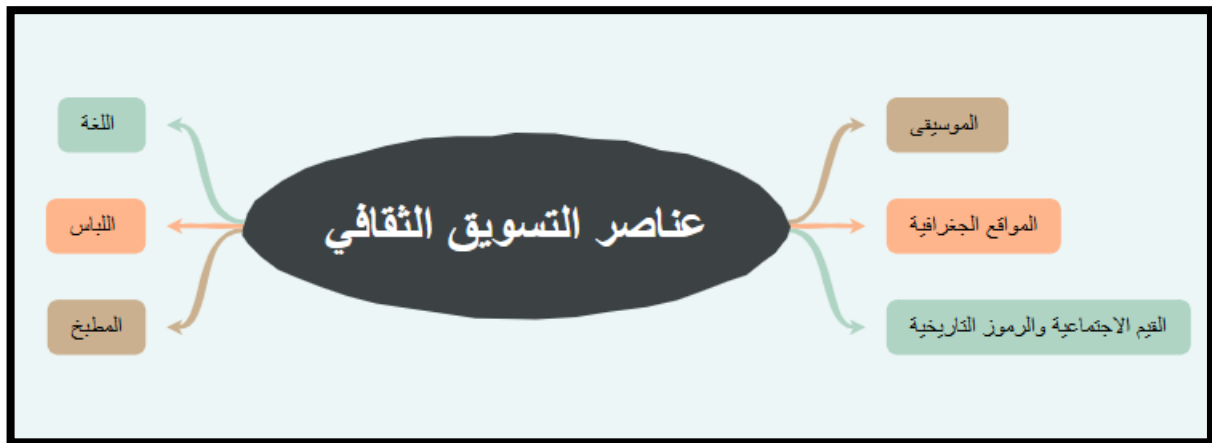 عناصر التسويق الثقافي
الموسيقى
المواقع الجغرافية
القيم الاجتماعية والرموز التاريخية
اللغة
اللباس
المطبخ